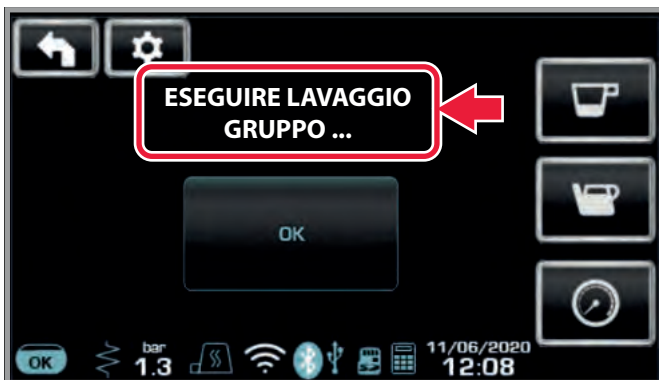 ESEGUIRE LAVAGGIO
GRUPPO ...
OK
OK
bar
1.3
11/06/2020
12:08